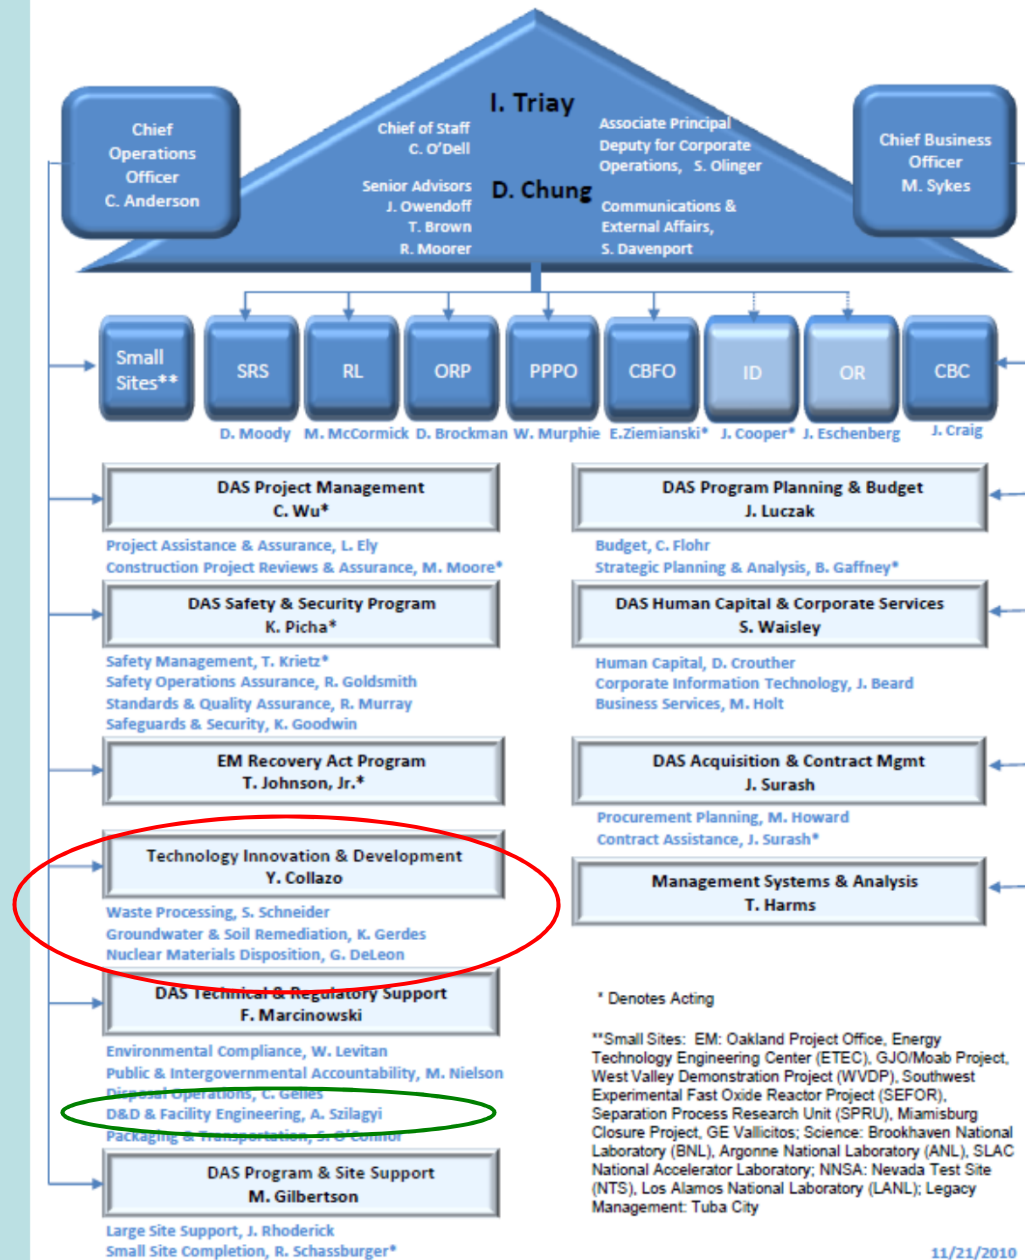 I. Triay
Chief of Staff
C. O'Dell
Senior Advisors
J. Owendoff
T. Brown
R. Moorer
D. Chung
Associate Principal
Deputy for Corporate
Operations, S. Olinger
Communications &
External Affairs,
S. Davenport
Chief
Operations
Officer
C. Anderson
Chief Business
Officer
M. Sykes
Small
Sites**
SRS
RL
ORP
PPPO
CBFO
ID
OR
CBC
D. Moody
M. McCormick
D. Brockman
W. Murphie
E.Ziemianski*
J. Cooper*
J. Eschenberg
J. Craig
DAS Project Management
C. Wu*
Project Assistance & Assurance, L. Ely
Construction Project Reviews & Assurance, M. Moore*
DAS Safety & Security Program
K. Picha*
Safety Management, T. Krietz*
Safety Operations Assurance, R. Goldsmith
Standards & Quality Assurance, R. Murray
Safeguards & Security, K. Goodwin
EM Recovery Act Program
T. Johnson, Jr.*
Technology Innovation & Development
Y. Collazo
Waste Processing, S. Schneider
Groundwater & Soil Remediation, K. Gerdes
Nuclear Materials Disposition, G. DeLeon
DAS Technical & Regulatory Support
F. Marcinowski
Environmental Compliance, W. Levitan
Public & Intergovernmental Accountability, M. Nielson
Disposal Operations, C. Gelles
D&D & Facility Engineering, A. Szilagyi
Packaging & Transportation, S. O'Connor
DAS Program & Site Support
M. Gilbertson
Large Site Support, J. Rhoderick
Small Site Completion, R. Schassburger*
DAS Program Planning & Budget
J. Luczak
Budget, C. Flohr
Strategic Planning & Analysis, B. Gaffney*
DAS Human Capital & Corporate Services
S. Waisley
Human Capital, D. Crouther
Corporate Information Technology, J. Beard
Business Services, M. Holt
DAS Acquisition & Contract Mgmt
J. Surash
Procurement Planning, M. Howard
Contract Assistance, J. Surash*
Management Systems & Analysis
T. Harms
* Denotes Acting
**Small Sites: EM: Oakland Project Office, Energy
Technology Engineering Center (ETEC), GJO/Moab Project,
West Valley Demonstration Project (WVDP), Southwest
Experimental Fast Oxide Reactor Project (SEFOR),
Separation Process Research Unit (SPRU), Miamisburg
Closure Project, GE Vallicitos; Science: Brookhaven National
Laboratory (BNL), Argonne National Laboratory (ANL), SLAC
National Accelerator Laboratory; NNSA: Nevada Test Site
(NTS), Los Alamos National Laboratory (LANL); Legacy
Management: Tuba City
11/21/2010